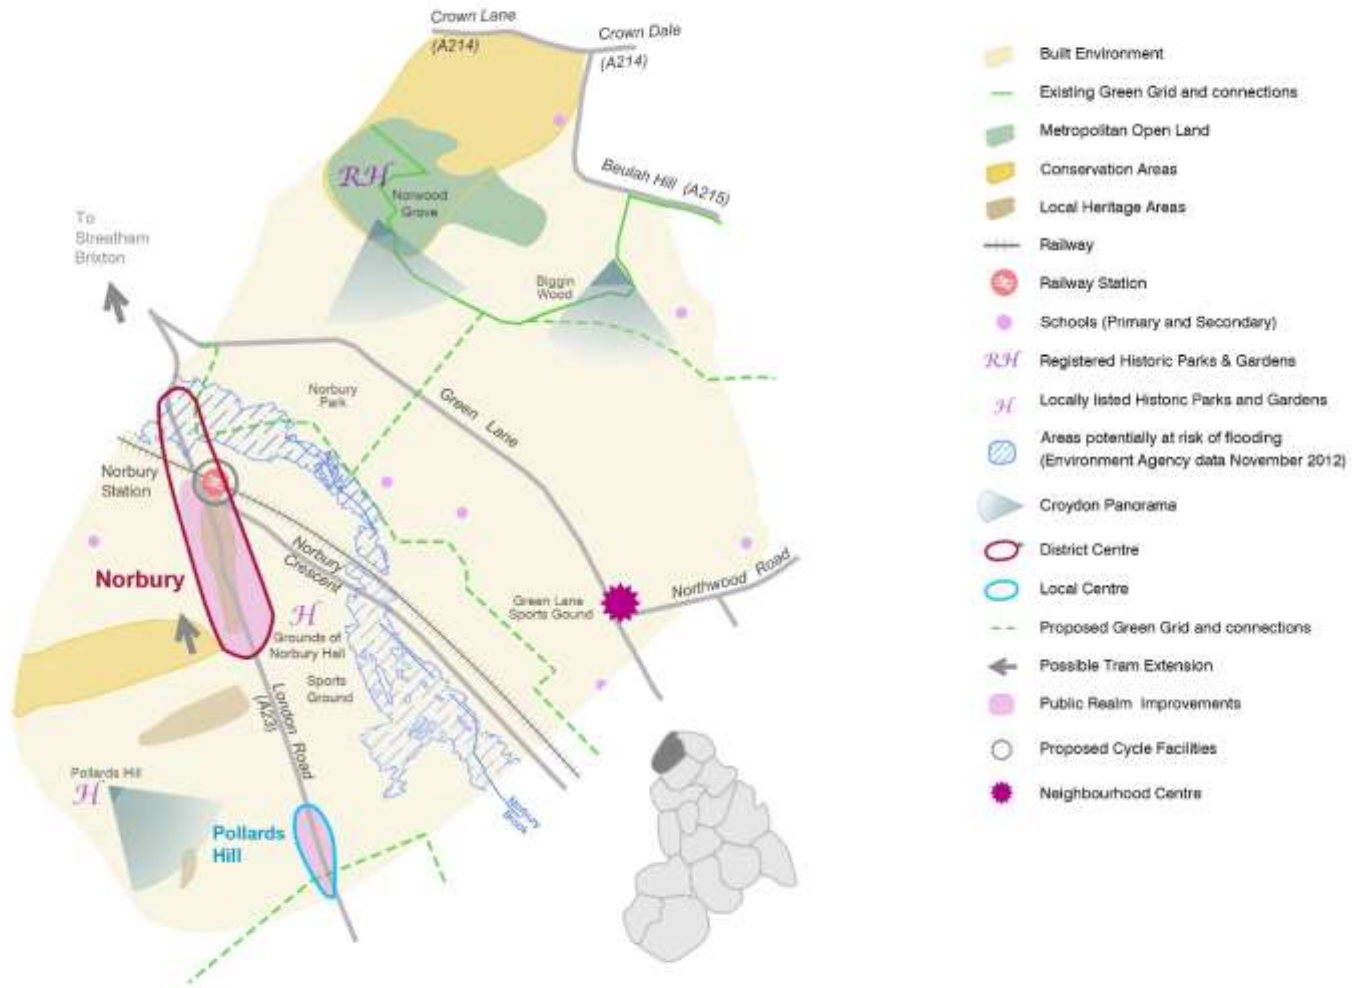 Crown Lane
(A214)
Crown Dale
(A214)
Beulah Hill (A215)
RH
Norwood
Grove
To
Streatham
Brixton
Biggin
Wood
Norbury
Park
Green Lane
Norbury
Station
Norbury
Crescent
Norbury
Green Lane
Sports Gound
Northwood Road
H
Grounds of
Norbury Hall
Sports
Ground
London Road
(A23)
Pollards Hill
H
Pollards
Hill
Norbury
Brook
Built Environment
Existing Green Grid and connections
Metropolitan Open Land
Conservation Areas
Local Heritage Areas
Railway
Railway Station
Schools (Primary and Secondary)
RH Registered Historic Parks & Gardens
H Locally listed Historic Parks and Gardens
Areas potentially at risk of flooding
(Environment Agency data November 2012)
Croydon Panorama
District Centre
Local Centre
Proposed Green Grid and connections
Possible Tram Extension
Public Realm Improvements
Proposed Cycle Facilities
Neighbourhood Centre